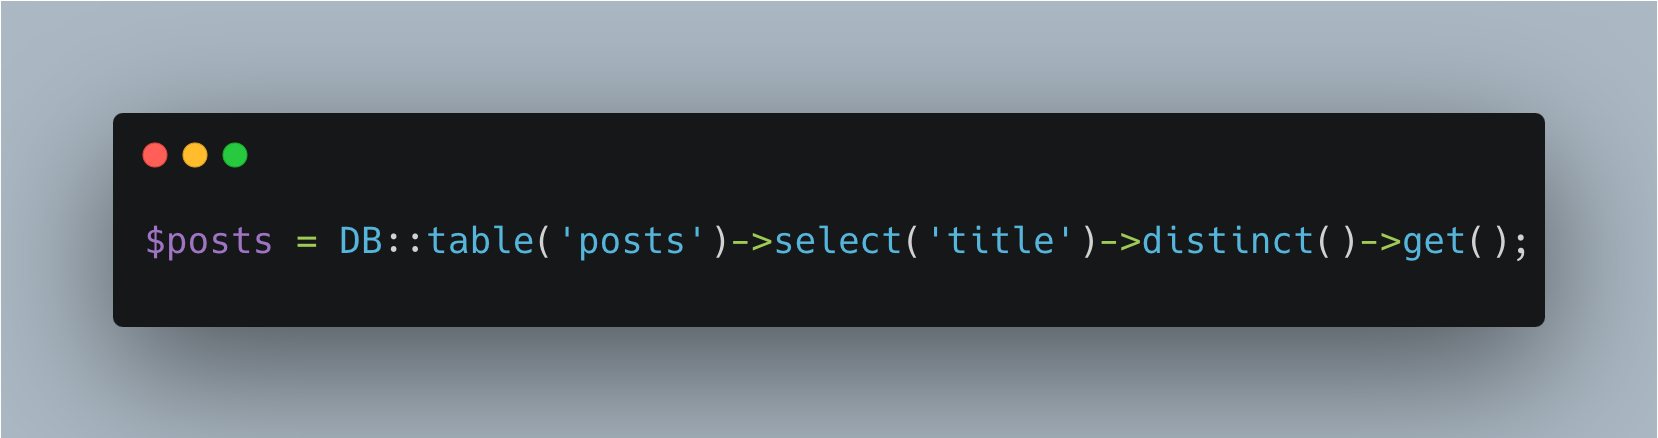 $posts = DB::table('posts')->select('title')->distinct()->get();